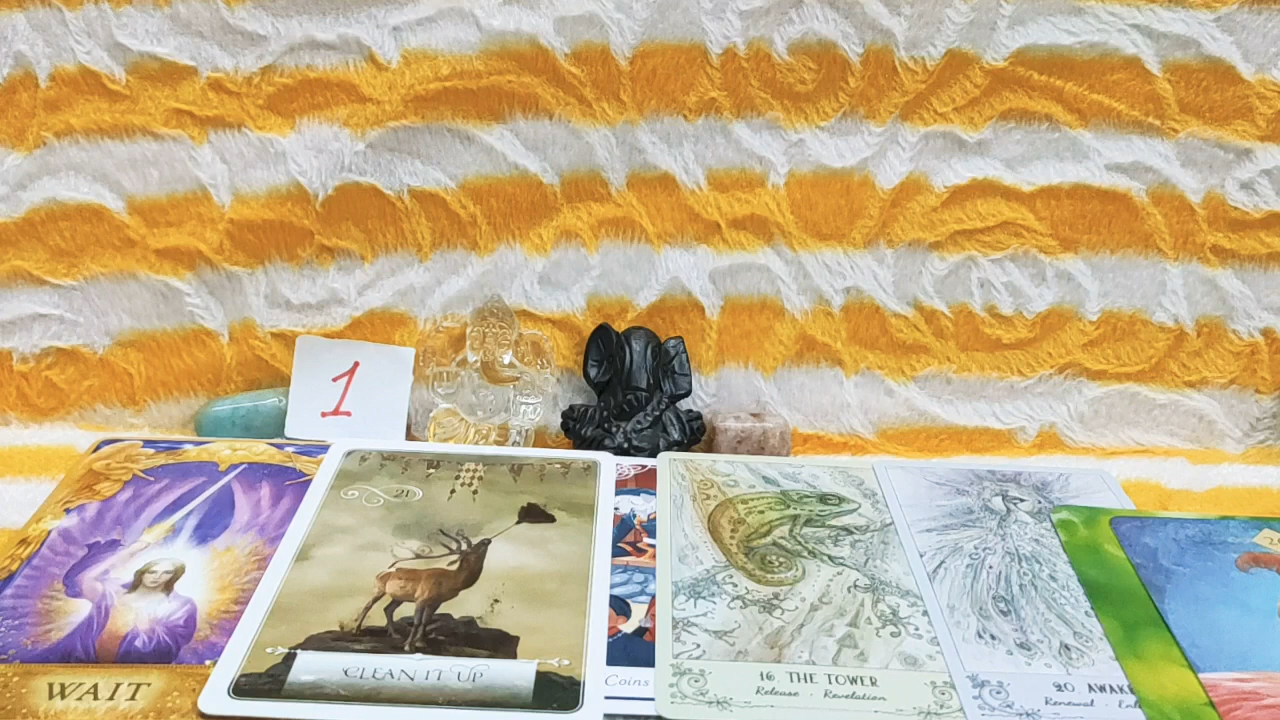 1
21
WAIT
CLEAN IT UP
Coins
16 THE TOWER
Release · Revelation
20 AWAK
Renewal ·